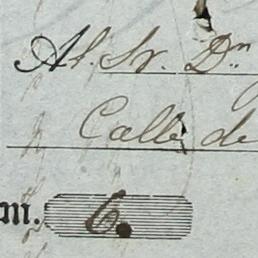 Al. Sr. Dn
Calle de
m. 6.